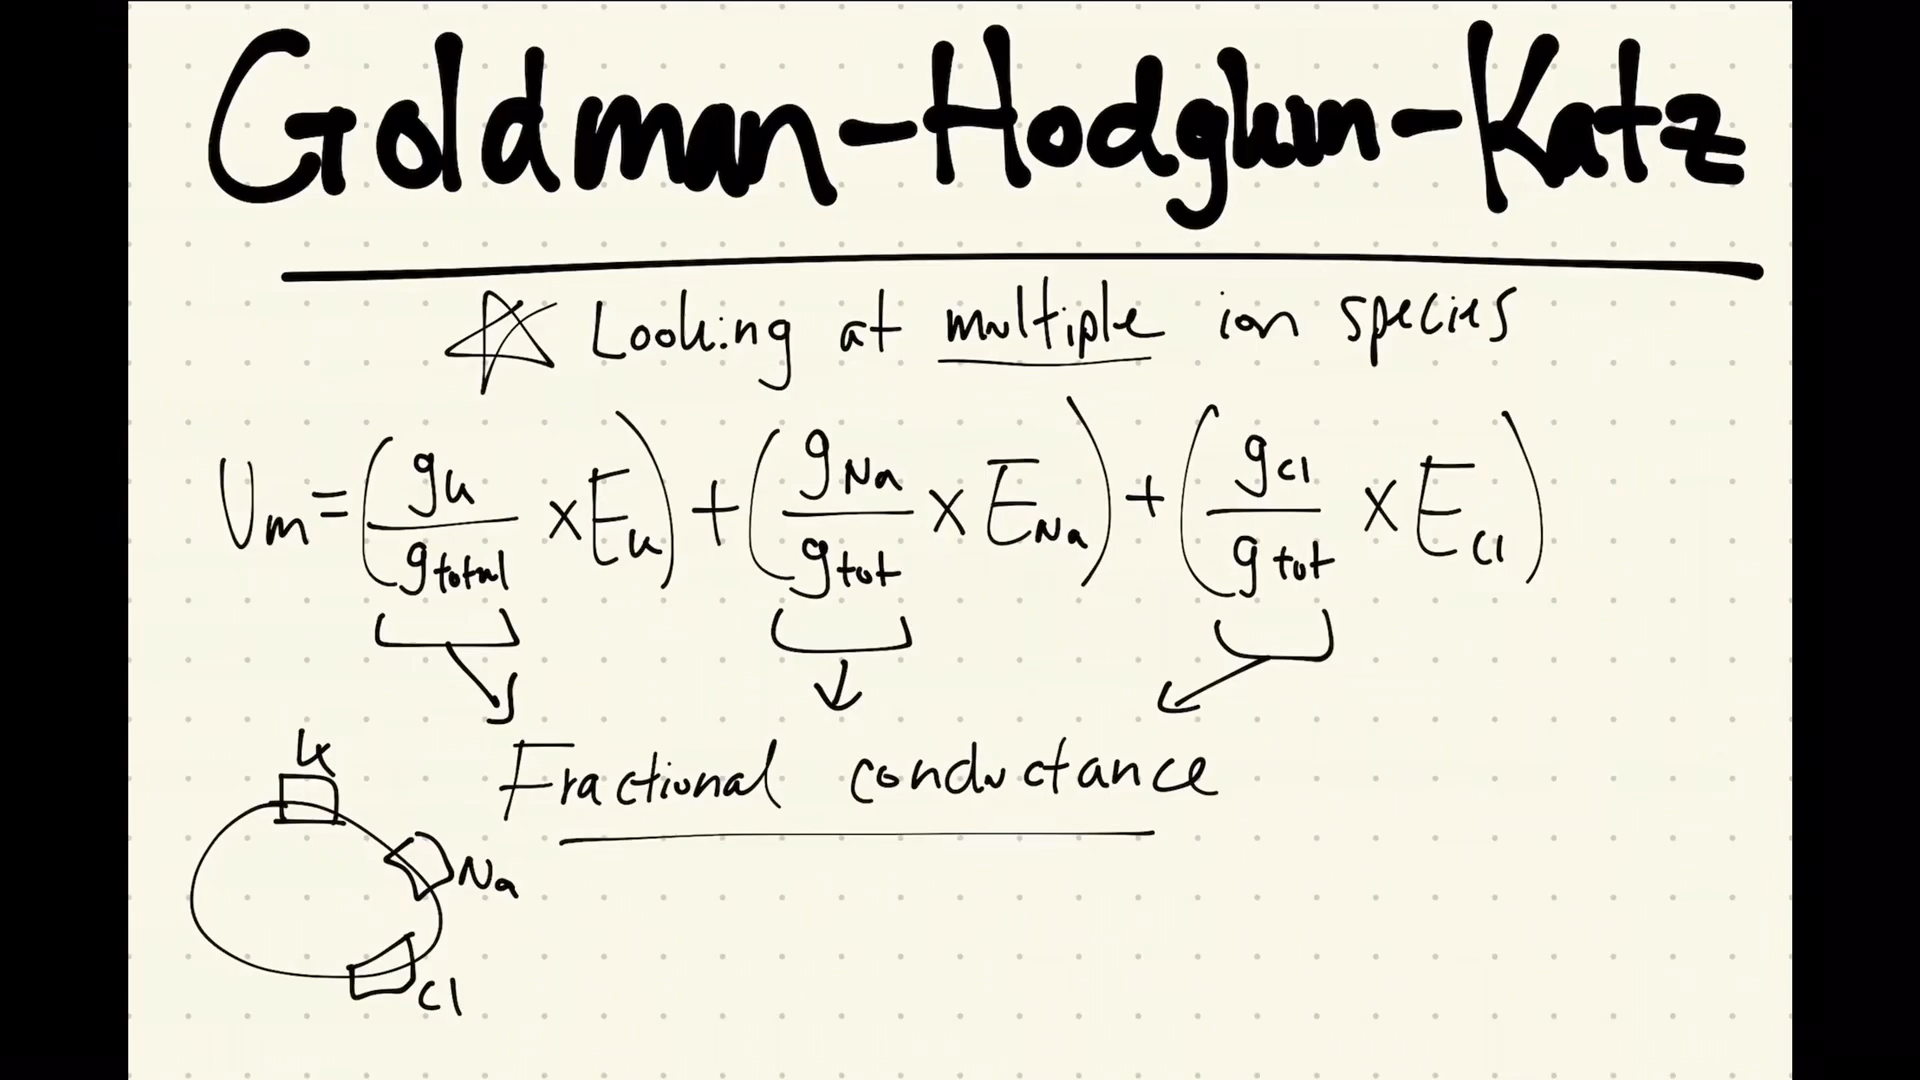 Goldman-Hodgkin-Katz
☆ Looking at multiple ion species
Vm = (gK/gtotal × EK) + (gNa/gtot × ENa) + (gCl/gtot × ECl)
Fractional conductance
K
Na
Cl